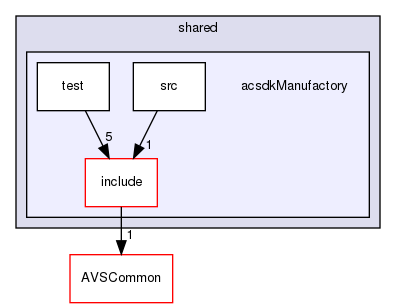 shared
test
src
acsdkManufactory
5
1
include
1
AVSCommon